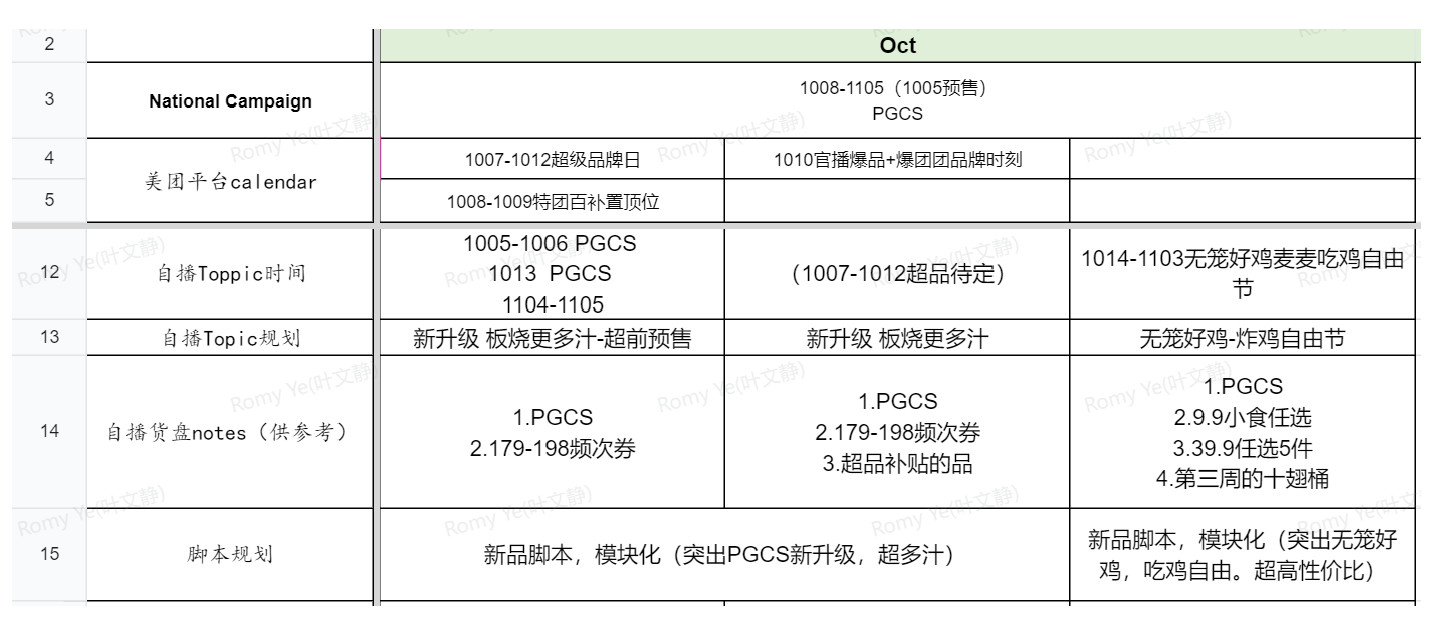 2
Oct
3
National Campaign
1008-1105（1005预售）
PGCS
4
美团平台calendar
1007-1012超级品牌日
1010官播爆品+爆团团品牌时刻
5
1008-1009特团百补置顶位
12
自播Toppic时间
1005-1006 PGCS
1013 PGCS
1104-1105
（1007-1012超品待定）
1014-1103无笼好鸡麦麦吃鸡自由
节
13
自播Topic规划
新升级 板烧更多汁-超前预售
新升级 板烧更多汁
无笼好鸡-炸鸡自由节
14
自播货盘notes（供参考）
1.PGCS
2.179-198频次券
1.PGCS
2.179-198频次券
3.超品补贴的品
1.PGCS
2.9.9小食任选
3.39.9任选5件
4.第三周的十翅桶
15
脚本规划
新品脚本，模块化（突出PGCS新升级，超多汁）
新品脚本，模块化（突出无笼好
鸡，吃鸡自由。超高性价比）
Romy Ye(叶文静)